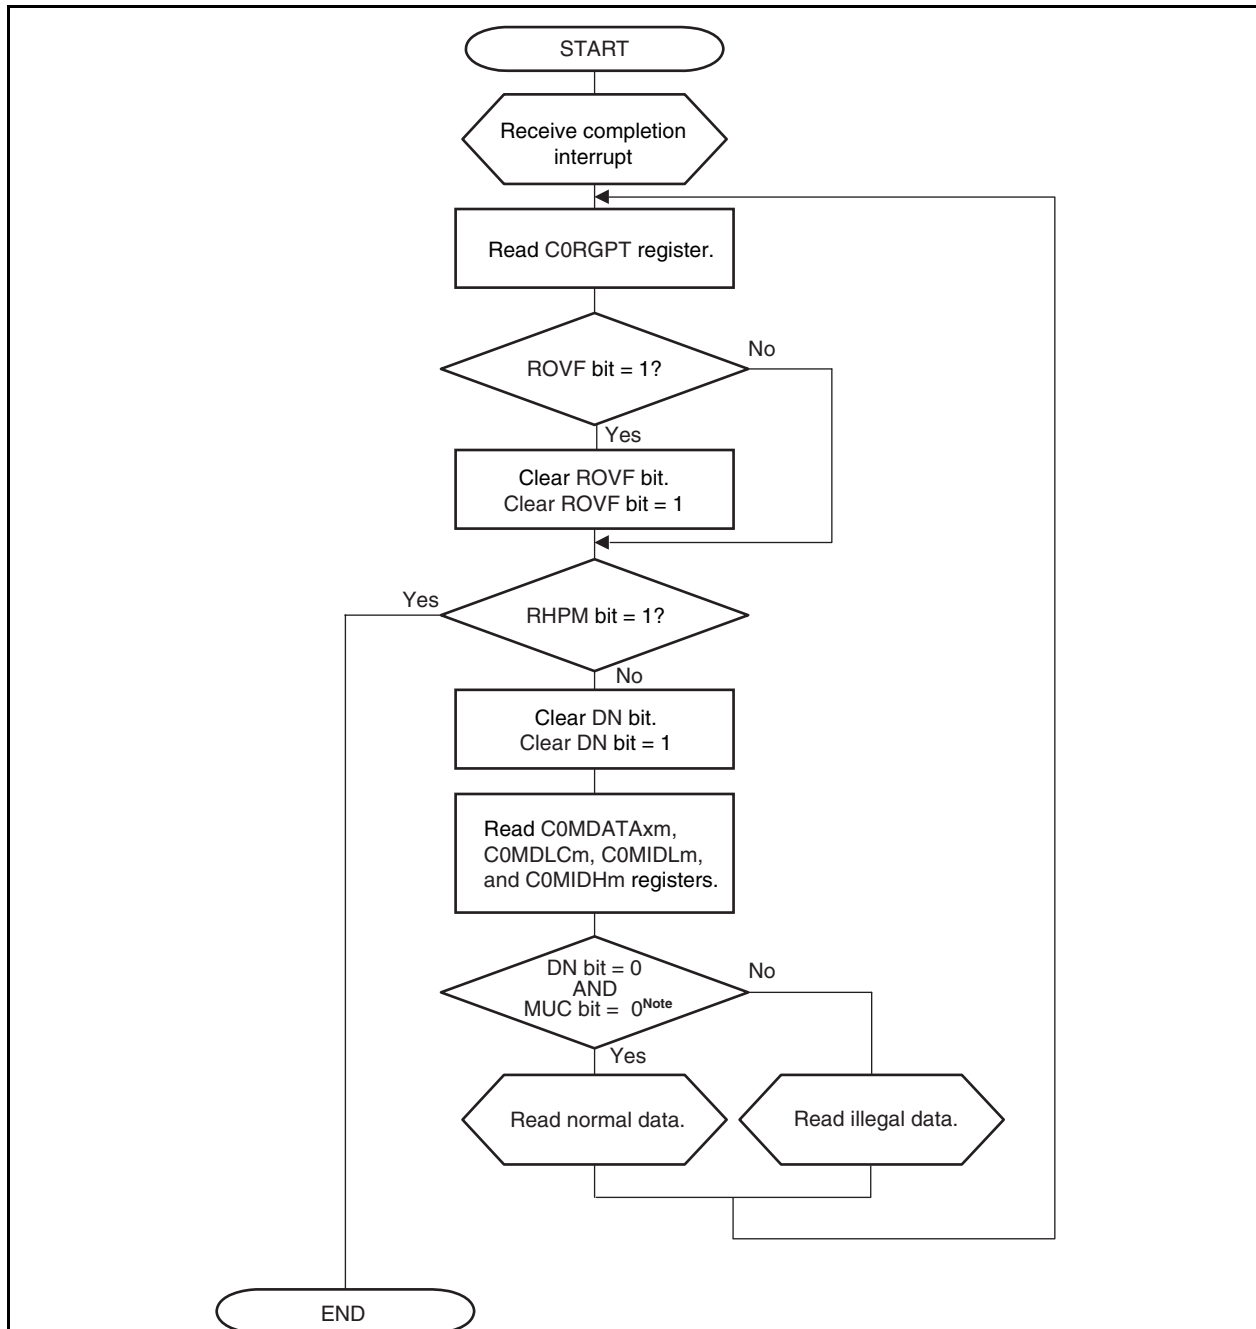 START
Receive completion
interrupt
Read C0RGPT register.
No
ROVF bit = 1?
Yes
Clear ROVF bit.
Clear ROVF bit = 1
Yes
RHPM bit = 1?
No
Clear DN bit.
Clear DN bit = 1
Read C0MDATAxm,
C0MDLCm, C0MIDLm,
and C0MIDHm registers.
DN bit = 0
AND
MUC bit = 0Note
No
Yes
Read normal data.
Read illegal data.
END